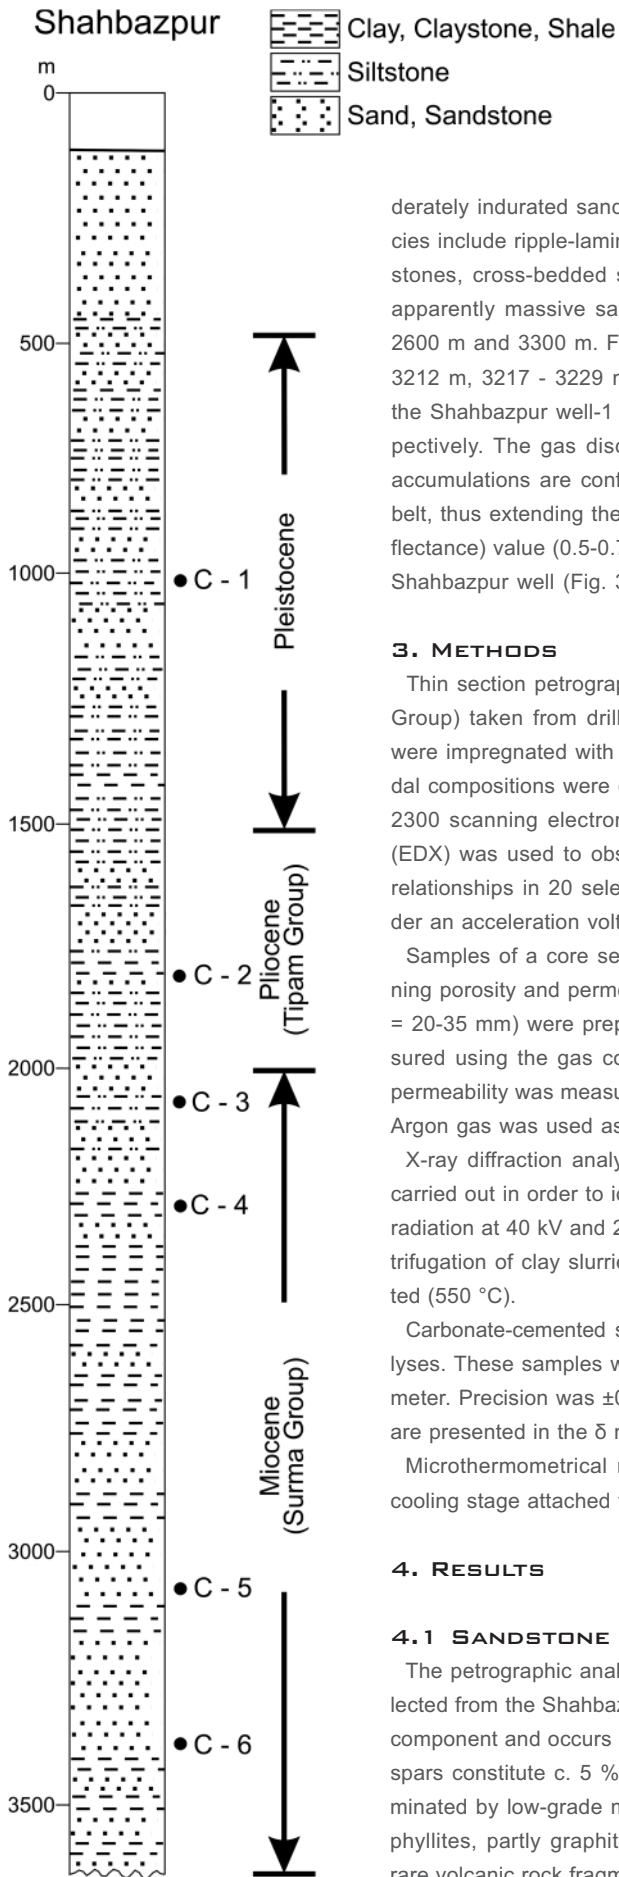 Shahbazpur
Clay, Claystone, Shale
Siltstone
Sand, Sandstone
m
0
500
1000
1500
2000
2500
3000
3500
C - 1
C - 2
C - 3
C - 4
C - 5
C - 6
Pleistocene
Pliocene
(Tipam Group)
Miocene
(Surma Group)
derately indurated sand
cies include ripple-lamin
stones, cross-bedded s
apparently massive sa
2600 m and 3300 m. F
3212 m, 3217 - 3229 m
the Shahbazpur well-1
pectively. The gas disc
accumulations are conf
belt, thus extending the
flectance) value (0.5-0.7
Shahbazpur well (Fig. 3
3. Methods
Thin section petrograp
Group) taken from drill
were impregnated with
dal compositions were
2300 scanning electron
(EDX) was used to obs
relationships in 20 sele
der an acceleration volt
Samples of a core se
ning porosity and perme
= 20-35 mm) were prep
sured using the gas co
permeability was measu
Argon gas was used as
X-ray diffraction analy
carried out in order to id
radiation at 40 kV and 2
trifugation of clay slurrie
ted (550 °C).
Carbonate-cemented s
lyses. These samples w
meter. Precision was ±0
are presented in the δ n
Microthermometrical
cooling stage attached
4. Results
4.1 Sandstone
The petrographic anal
lected from the Shahbaz
component and occurs
spars constitute c. 5 %
minated by low-grade m
phyllites, partly graphit
rare volcanic rock fragm